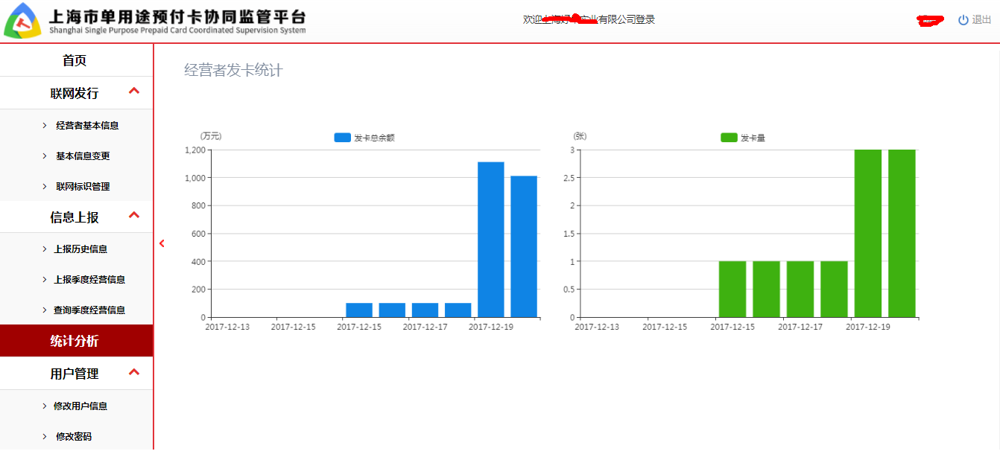 上海市单用途预付卡协同监管平台
Shanghai Single Purpose Prepaid Card Coordinated Supervision System
欢迎上海 实业有限公司登录
退出
首页
联网发行
经营者基本信息
基本信息变更
联网标识管理
信息上报
上报历史信息
上报季度经营信息
查询季度经营信息
统计分析
用户管理
修改用户信息
修改密码
经营者发卡统计
(万元)
发卡总余额
1,200
1,000
800
600
400
200
0
2017-12-13 2017-12-15 2017-12-15 2017-12-17 2017-12-19
(张)
发卡量
3
2.5
2
1.5
1
0.5
0
2017-12-13 2017-12-15 2017-12-15 2017-12-17 2017-12-19